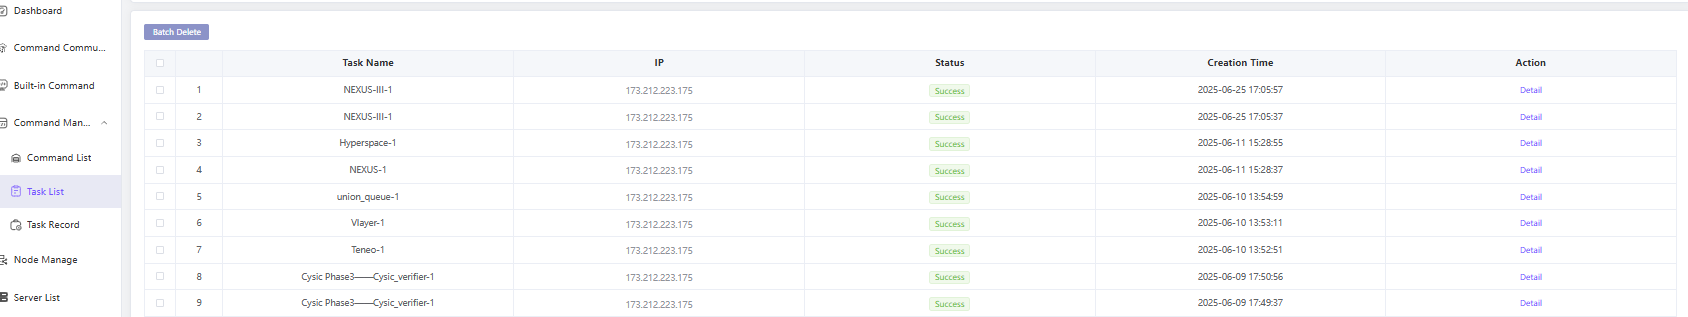 Dashboard
Command Commu...
Built-in Command
Command Man...
Command List
Task List
Task Record
Node Manage
Server List
Batch Delete
Task Name IP Status Creation Time Action
1 NEXUS-III-1 173.212.223.175 Success 2025-06-25 17:05:57 Detail
2 NEXUS-III-1 173.212.223.175 Success 2025-06-25 17:05:37 Detail
3 Hyperspace-1 173.212.223.175 Success 2025-06-11 15:28:55 Detail
4 NEXUS-1 173.212.223.175 Success 2025-06-11 15:28:37 Detail
5 union_queue-1 173.212.223.175 Success 2025-06-10 13:54:59 Detail
6 Vlayer-1 173.212.223.175 Success 2025-06-10 13:53:11 Detail
7 Teneo-1 173.212.223.175 Success 2025-06-10 13:52:51 Detail
8 Cysic Phase3——Cysic_verifier-1 173.212.223.175 Success 2025-06-09 17:50:56 Detail
9 Cysic Phase3——Cysic_verifier-1 173.212.223.175 Success 2025-06-09 17:49:37 Detail